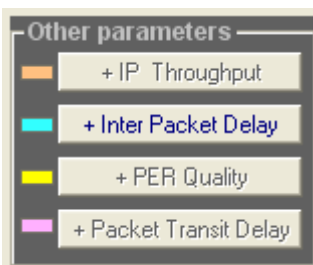 Other parameters
+ IP Throughput
+ Inter Packet Delay
+ PER Quality
+ Packet Transit Delay